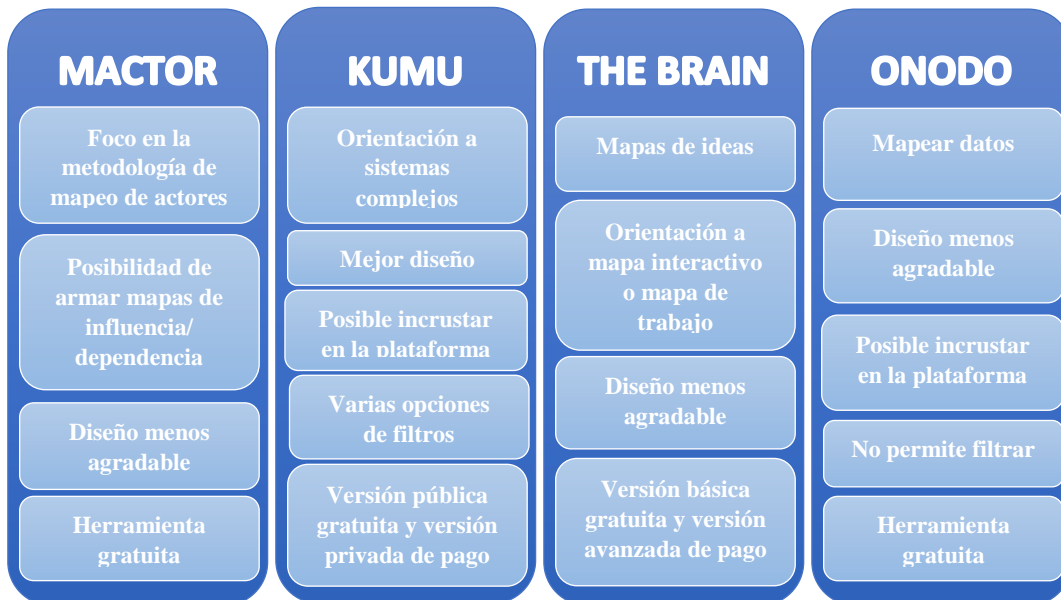 MACTOR
Foco en la
metodología de
mapeo de actores
Posibilidad de
armar mapas de
influencia/
dependencia
Diseño menos
agradable
Herramienta
gratuita
KUMU
Orientación a
sistemas
complejos
Mejor diseño
Posible incrustar
en la plataforma
Varias opciones
de filtros
Versión pública
gratuita y versión
privada de pago
THE BRAIN
Mapas de ideas
Orientación a
mapa interactivo
o mapa de
trabajo
Diseño menos
agradable
Versión básica
gratuita y versión
avanzada de pago
ONODO
Mapear datos
Diseño menos
agradable
Posible incrustar
en la plataforma
No permite filtrar
Herramienta
gratuita